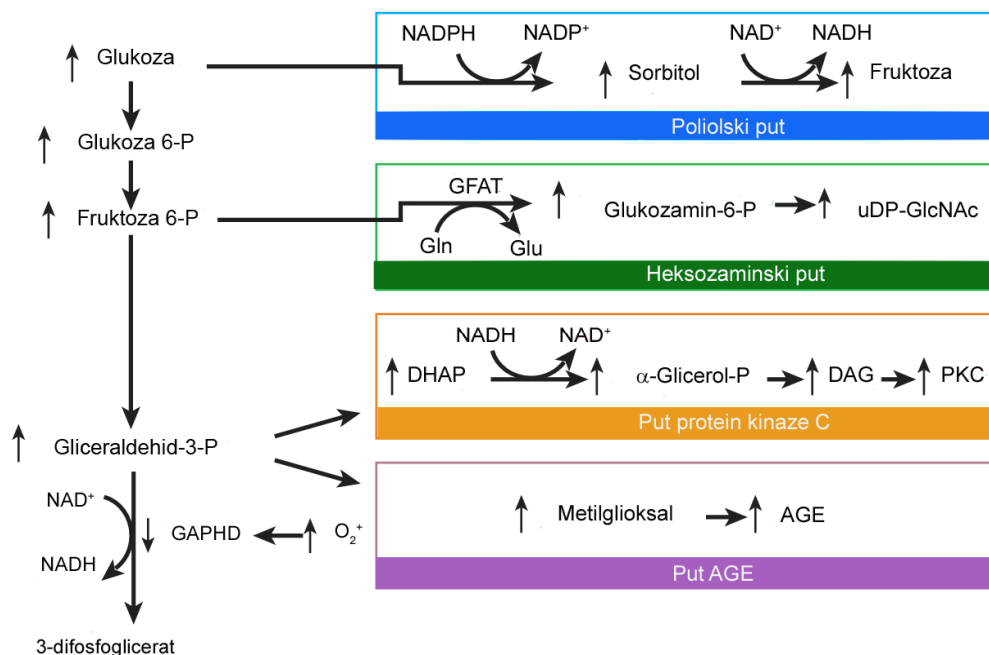 Glukoza
Glukoza 6-P
Fruktoza 6-P
Gliceraldehid-3-P
NAD⁺
NADH
GAPHD
O₂⁺
3-difosfoglicerat
NADPH
NADP⁺
Sorbitol
NAD⁺
NADH
Fruktoza
Poliolski put
GFAT
Gln
Glu
Glukozamin-6-P
uDP-GlcNAc
Heksozaminski put
NADH
NAD⁺
DHAP
α-Glicerol-P
DAG
PKC
Put protein kinaze C
Metilglioksal
AGE
Put AGE